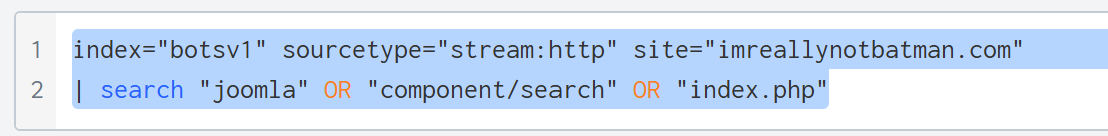 1 index="botsv1" sourcetype="stream:http" site="imreallynotbatman.com"
2 | search "joomla" OR "component/search" OR "index.php"